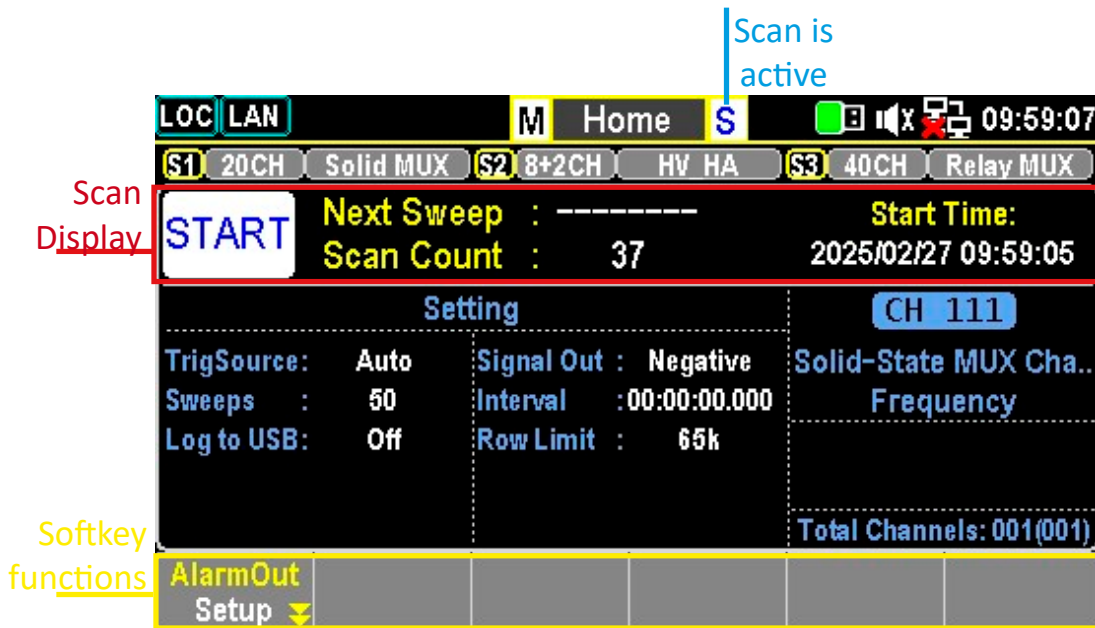 Scan is
active
LOC LAN M Home S 09:59:07
S1 20CH Solid MUX S2 8+2CH HV HA S3 40CH Relay MUX
Scan
Display
START
Next Sweep : --------
Scan Count : 37
Start Time:
2025/02/27 09:59:05
Setting
TrigSource: Auto
Sweeps : 50
Log to USB: Off
Signal Out : Negative
Interval :00:00:00.000
Row Limit : 65k
CH 111
Solid-State MUX Cha..
Frequency
Total Channels: 001(001)
Softkey
functions
AlarmOut
Setup